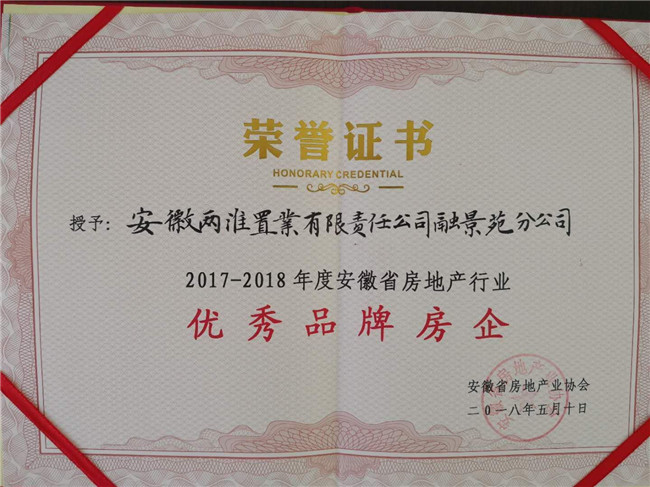 荣誉证书
HONORARY CREDENTIAL
授予：安徽两淮置業有限责任公司融景苑分公司
2017-2018年度安徽省房地产行业
优秀品牌房企
安徽省房地产业协会
二0一八年五月十日